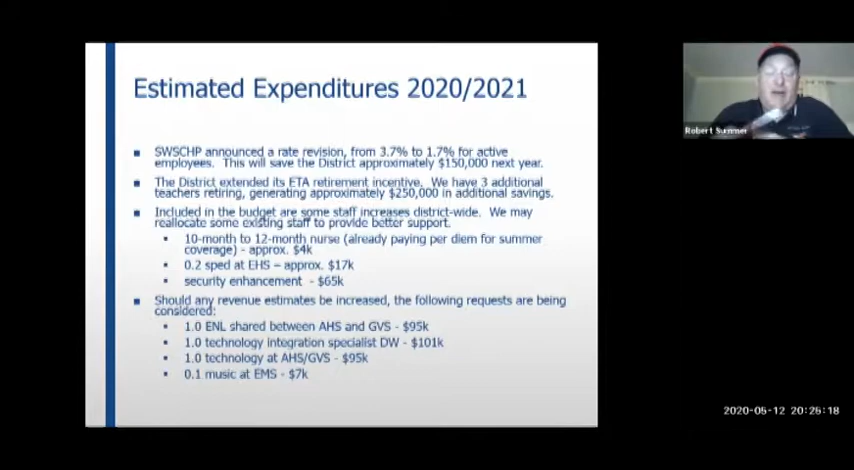 Estimated Expenditures 2020/2021
SWSCHP announced a rate revision, from 3.7% to 1.7% for active
employees. This will save the District approximately $150,000 next year.
The District extended its ETA retirement incentive. We have 3 additional
teachers retiring, generating approximately $250,000 in additional savings.
Included in the budget are some staff increases district-wide. We may
reallocate some existing staff to provide better support.
10-month to 12-month nurse (already paying per diem for summer
coverage) - approx. $4k
0.2 sped at EHS – approx. $17k
security enhancement - $65k
Should any revenue estimates be increased, the following requests are being
considered:
1.0 ENL shared between AHS and GVS - $95k
1.0 technology integration specialist DW - $101k
1.0 technology at AHS/GVS - $95k
0.1 music at EMS - $7k
Robert Summer
2020-05-12 20:25:18